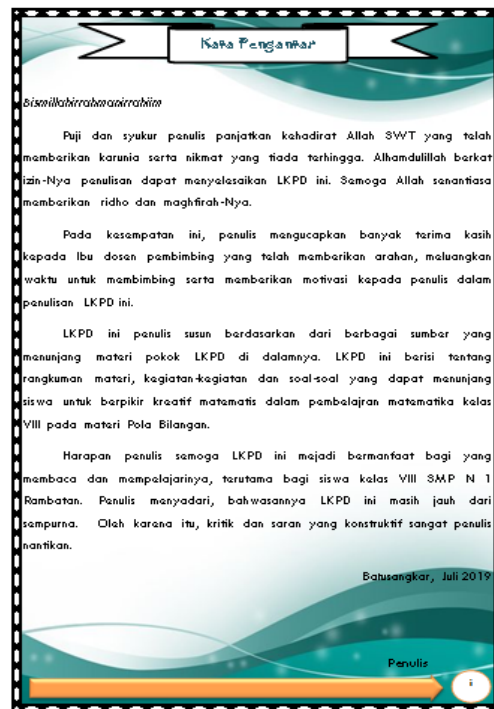 Kata Pengantar
Bismillahirrahmanirrahiim
Puji dan syukur penulis panjatkan kehadirat Allah SWT yang telah
memberikan karunia serta nikmat yang tiada terhingga. Alhamdulillah berkat
izin-Nya penulisan dapat menyelesaikan LKPD ini. Semoga Allah senantiasa
memberikan ridho dan maghfirah-Nya.
Pada kesempatan ini, penulis mengucapkan banyak terima kasih
kepada Ibu dosen pembimbing yang telah memberikan arahan, meluangkan
waktu untuk membimbing serta memberikan motivasi kepada penulis dalam
penulisan LKPD ini.
LKPD ini penulis susun berdasarkan dari berbagai sumber yang
menunjang materi pokok LKPD di dalamnya. LKPD ini berisi tentang
rangkuman materi, kegiatan-kegiatan dan soal-soal yang dapat menunjang
siswa untuk berpikir kreatif matematis dalam pembelajran matematika kelas
VIII pada materi Pola Bilangan.
Harapan penulis semoga LKPD ini mejadi bermanfaat bagi yang
membaca dan mempelajarinya, terutama bagi siswa kelas VIII SMP N 1
Rambatan. Penulis menyadari, bahwasannya LKPD ini masih jauh dari
sempurna. Oleh karena itu, kritik dan saran yang konstruktif sangat penulis
nantikan.
Batusangkar, Juli 2019
Penulis
i